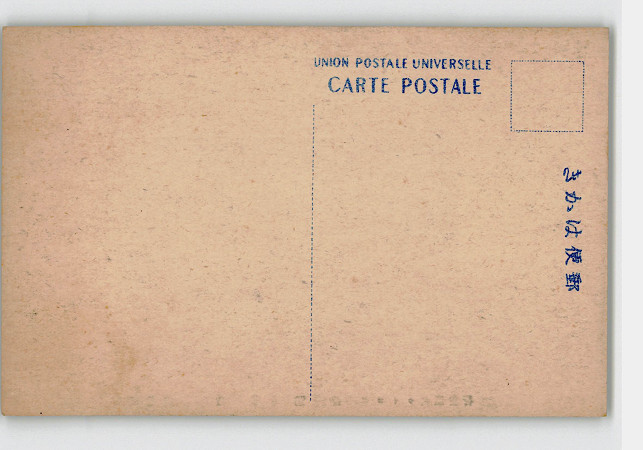 UNION POSTALE UNIVERSELLE
CARTE POSTALE
きかは便郵